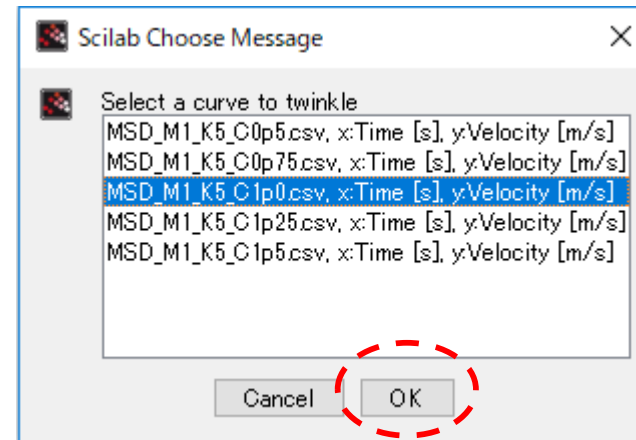 Scilab Choose Message
Select a curve to twinkle
MSD_M1_K5_C0p5.csv, x:Time [s], y:Velocity [m/s]
MSD_M1_K5_C0p75.csv, x:Time [s], y:Velocity [m/s]
MSD_M1_K5_C1p0.csv, x:Time [s], y:Velocity [m/s]
MSD_M1_K5_C1p25.csv, x:Time [s], y:Velocity [m/s]
MSD_M1_K5_C1p5.csv, x:Time [s], y:Velocity [m/s]
Cancel OK